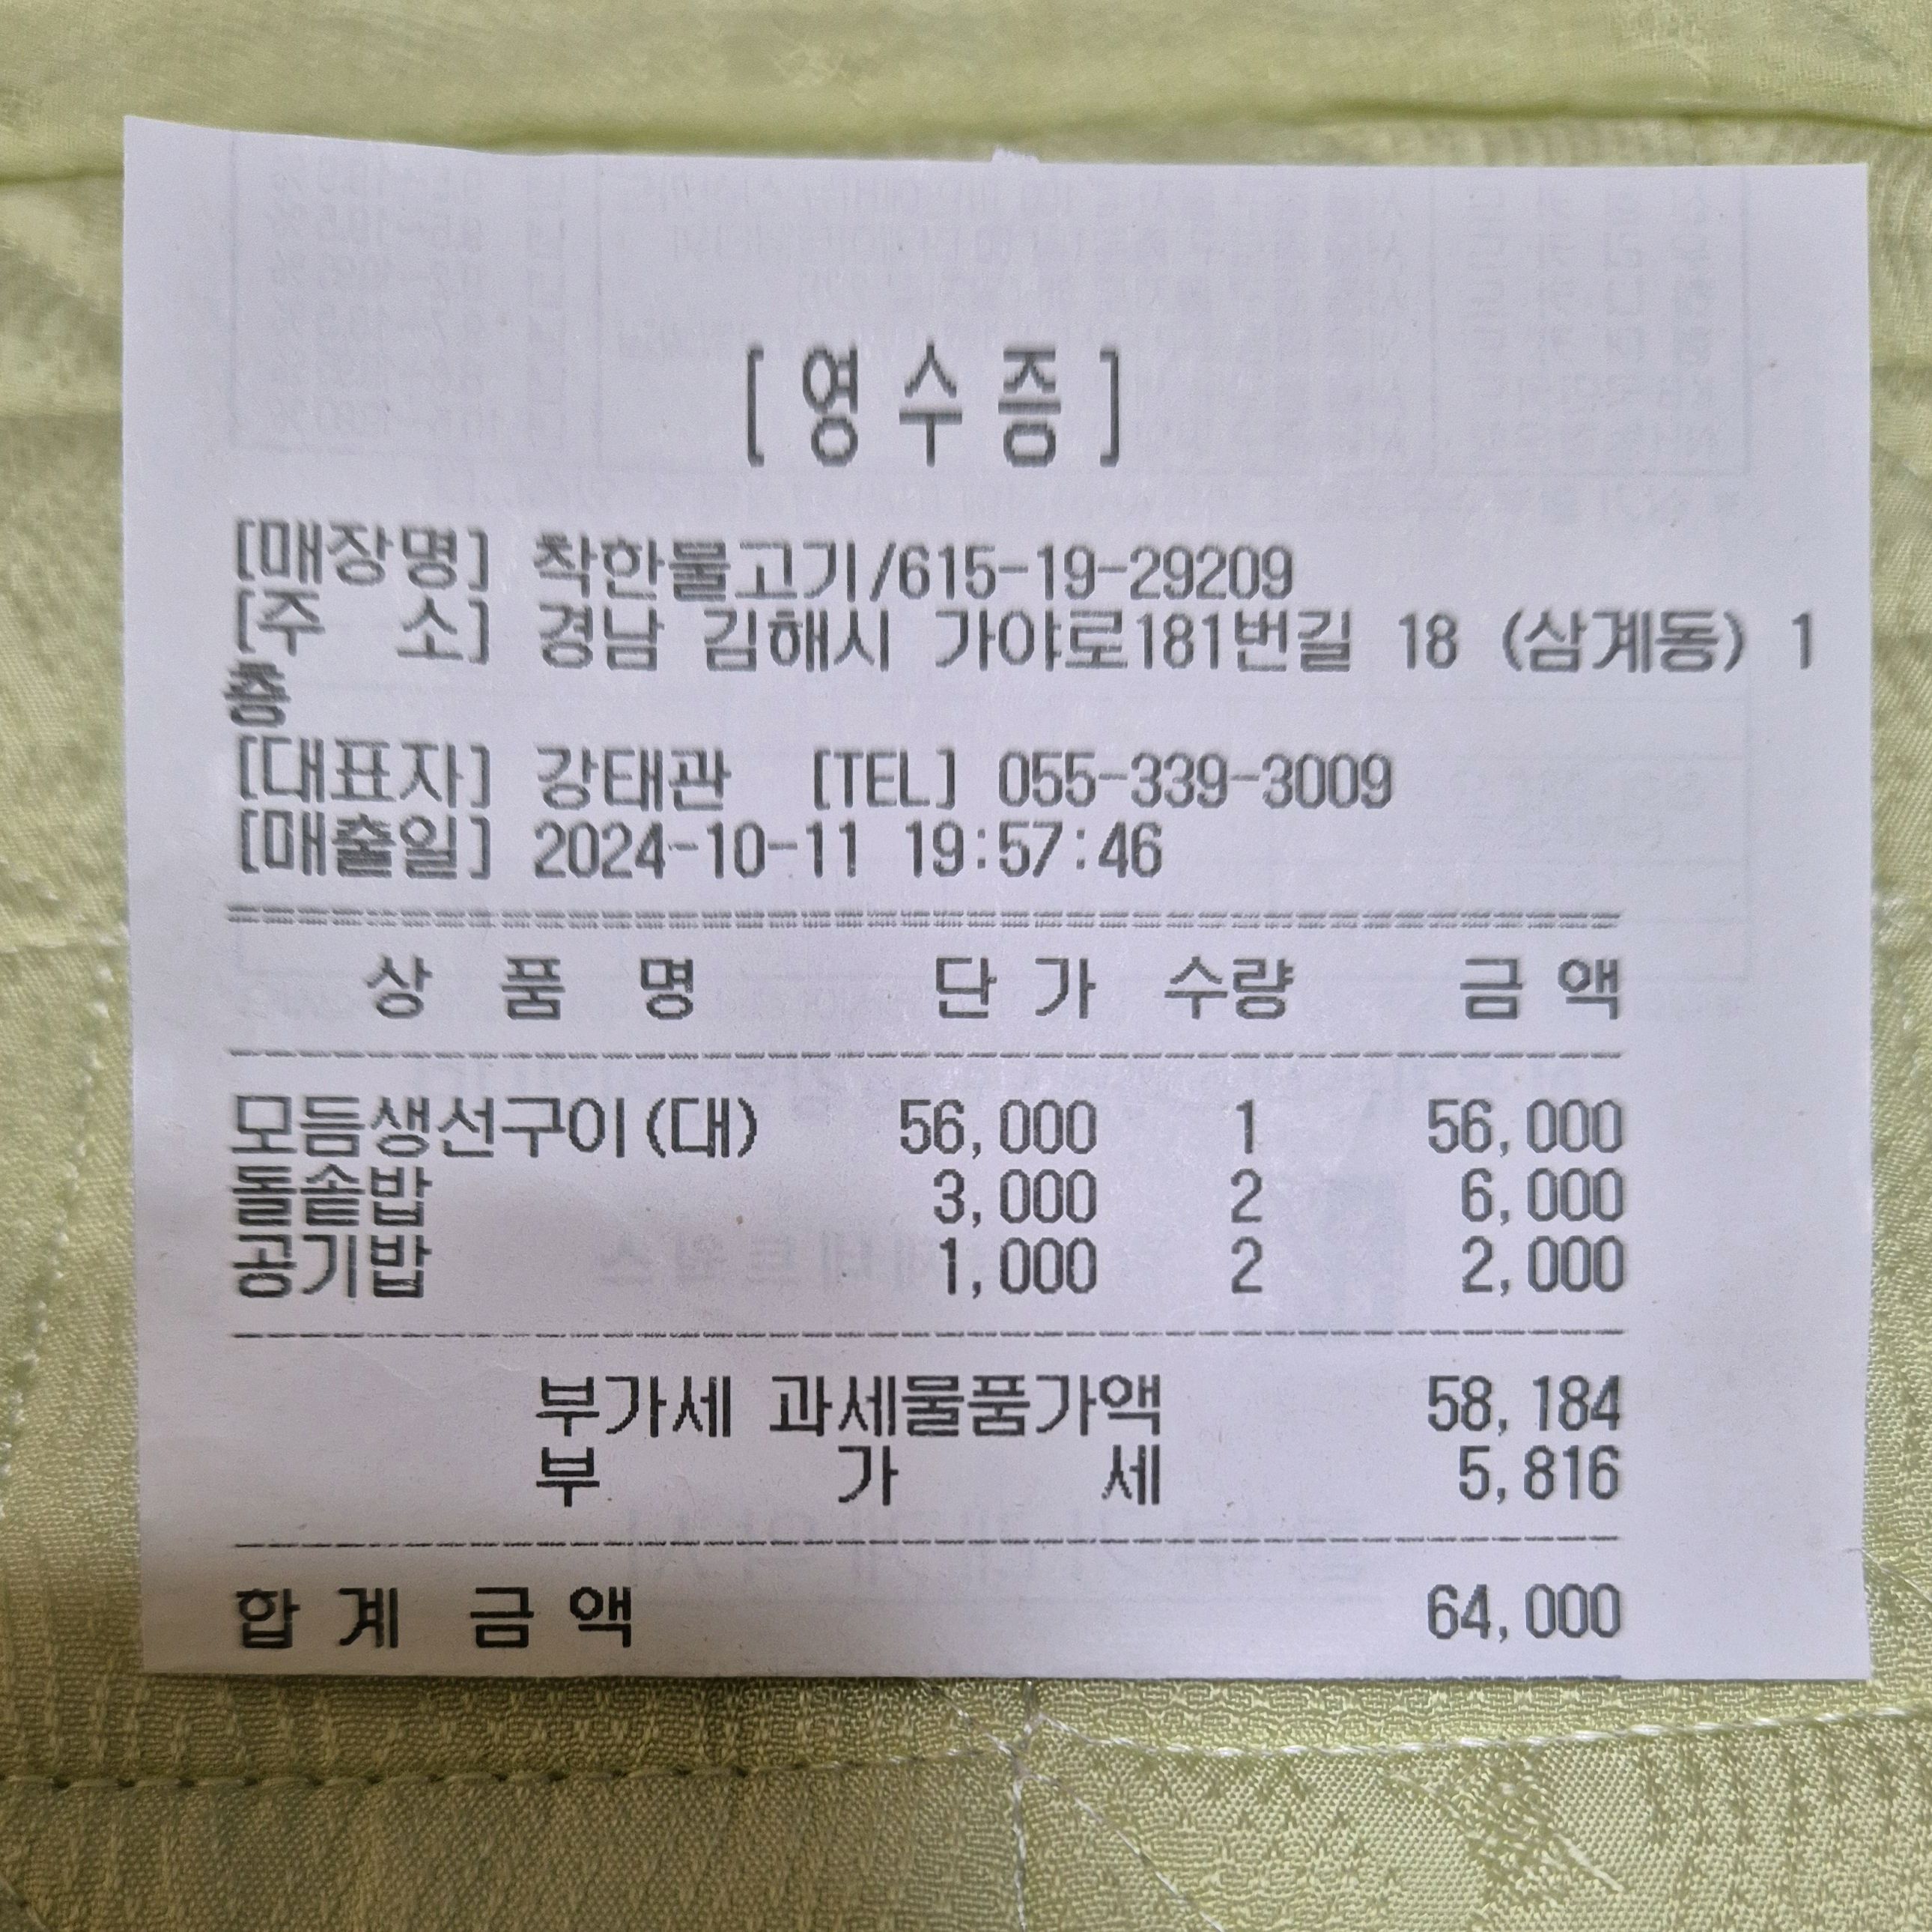 [영수증]
[매장명] 착한물고기/615-19-29209
[주 소] 경남 김해시 가야로181번길 18 (삼계동) 1
층
[대표자] 강태관 [TEL] 055-339-3009
[매출일] 2024-10-11 19:57:46
상 품 명 단 가 수량 금 액
모듬생선구이(대) 56,000 1 56,000
돌솥밥 3,000 2 6,000
공기밥 1,000 2 2,000
부가세 과세물품가액 58,184
부 가 세 5,816
합 계 금 액 64,000